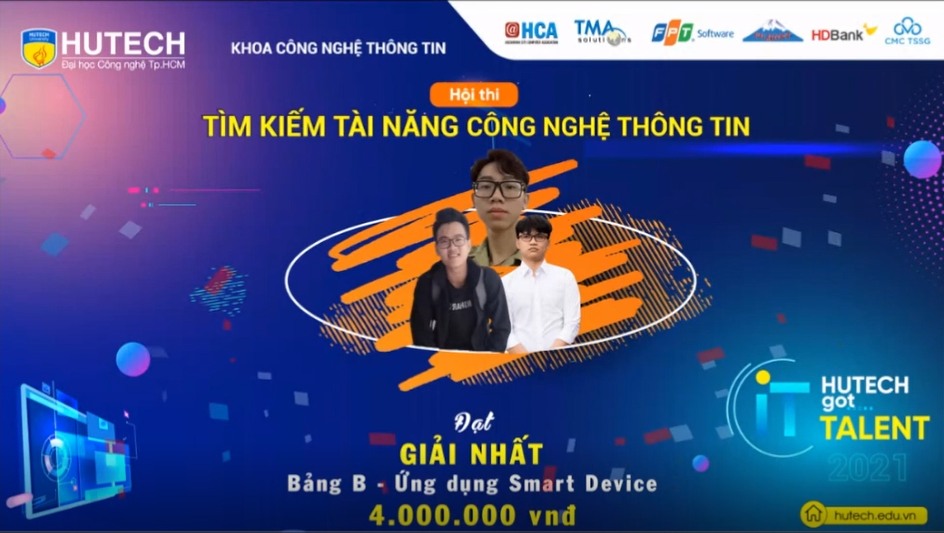 HUTECH
Đại học Công nghệ Tp.HCM
KHOA CÔNG NGHỆ THÔNG TIN
@HCA
TMA
solutions
FPT Software
HDBank
CMC TSSG
Hội thi
TÌM KIẾM TÀI NĂNG CÔNG NGHỆ THÔNG TIN
iT
HUTECH
got
TALENT
2021
Đạt
GIẢI NHẤT
Bảng B - Ứng dụng Smart Device
4.000.000 vnđ
hutech.edu.vn